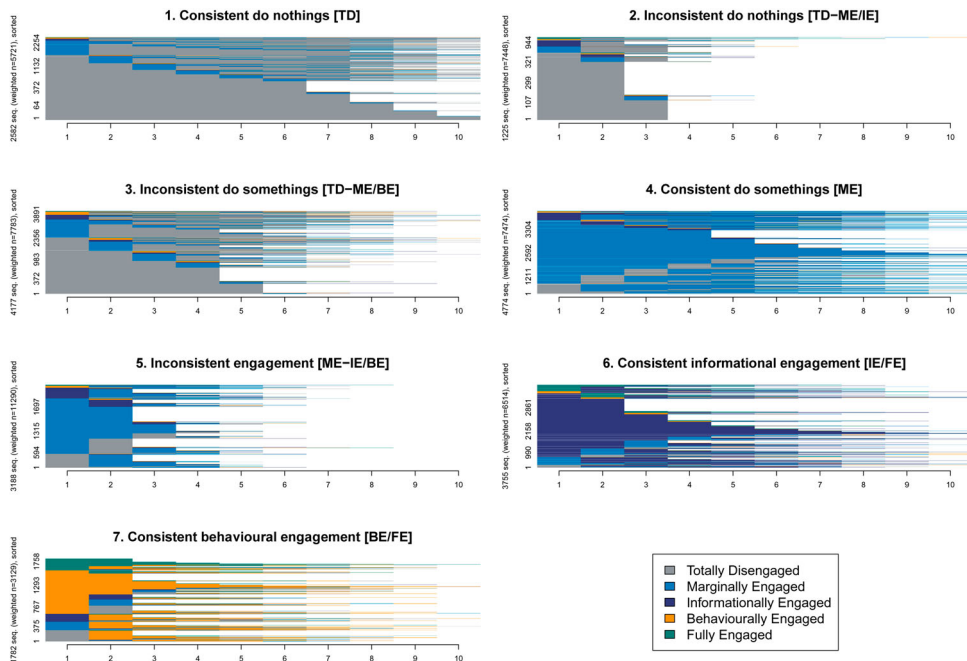 1. Consistent do nothings [TD]
2582 seq. (weighted n=5721), sorted
1 64 372 1132 2254
1 2 3 4 5 6 7 8 9 10
2. Inconsistent do nothings [TD−ME/IE]
1225 seq. (weighted n=7448), sorted
1 107 299 321 944
1 2 3 4 5 6 7 8 9 10
3. Inconsistent do somethings [TD−ME/BE]
4177 seq. (weighted n=7783), sorted
1 372 983 2356 3891
1 2 3 4 5 6 7 8 9 10
4. Consistent do somethings [ME]
4774 seq. (weighted n=7474), sorted
1 1211 2592 3304
1 2 3 4 5 6 7 8 9 10
5. Inconsistent engagement [ME−IE/BE]
3188 seq. (weighted n=11290), sorted
1 594 1315 1697
1 2 3 4 5 6 7 8 9 10
6. Consistent informational engagement [IE/FE]
3755 seq. (weighted n=6514), sorted
1 990 2158 2861
1 2 3 4 5 6 7 8 9 10
7. Consistent behavioural engagement [BE/FE]
seq. (weighted n=3129), sorted
1 375 767 1293 1758
1 2 3 4 5 6 7 8 9 10
Totally Disengaged
Marginally Engaged
Informationally Engaged
Behaviourally Engaged
Fully Engaged